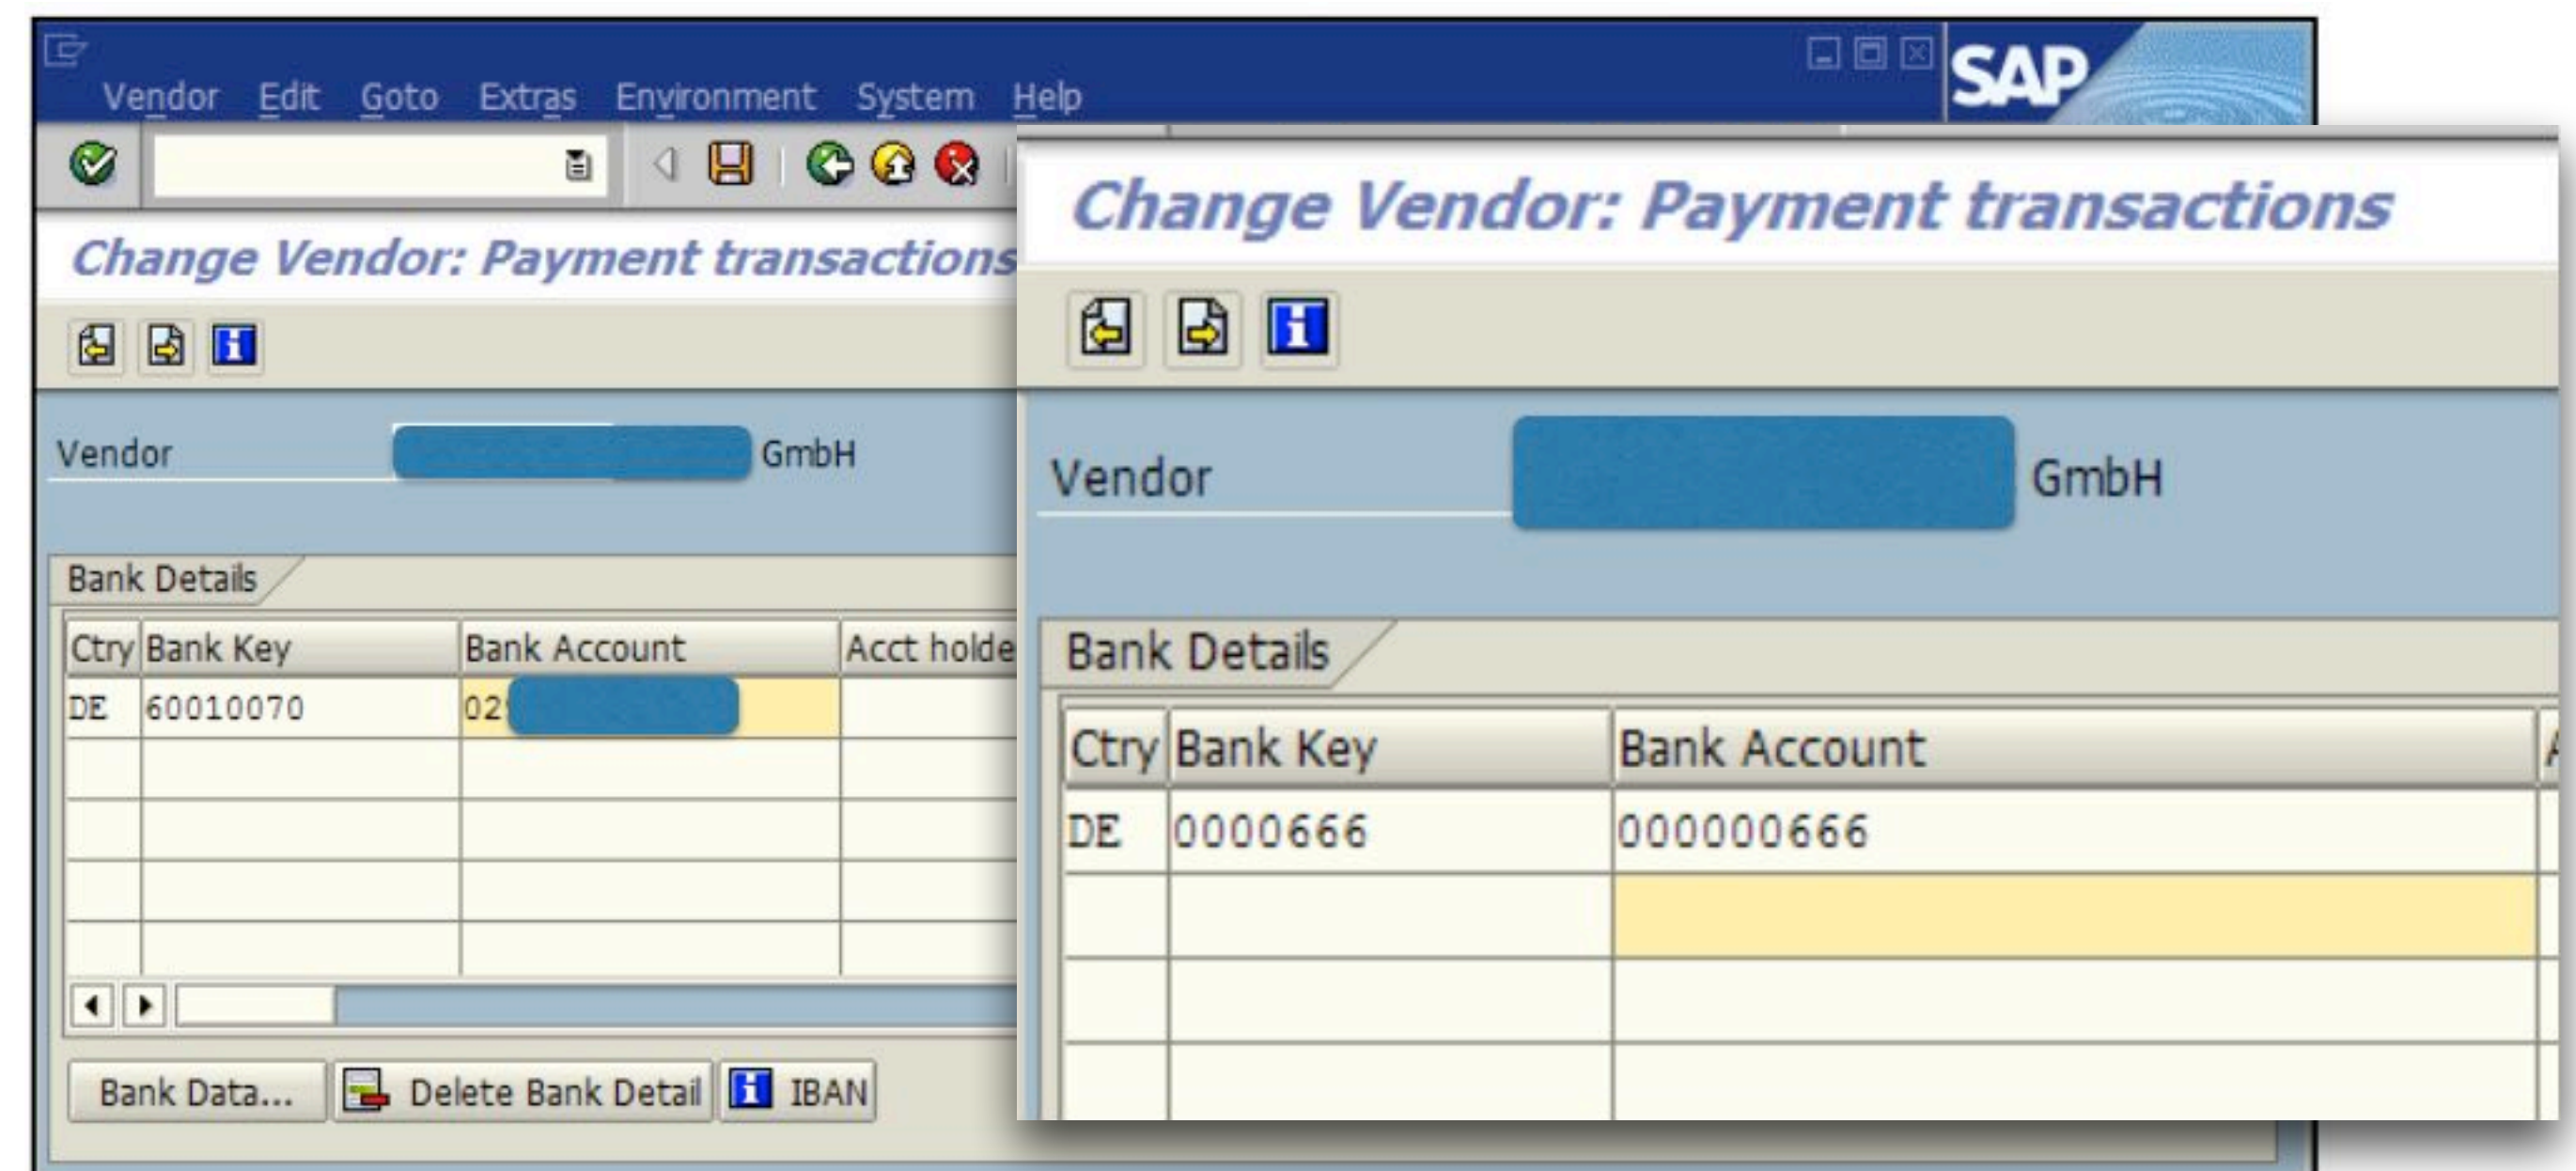 Vendor Edit Goto Extras Environment System Help
SAP
Change Vendor: Payment transactions
Vendor GmbH
Bank Details
Ctry Bank Key Bank Account Acct holde
DE 60010070 02
Bank Data... Delete Bank Detail IBAN
Change Vendor: Payment transactions
Vendor GmbH
Bank Details
Ctry Bank Key Bank Account A
DE 0000666 000000666